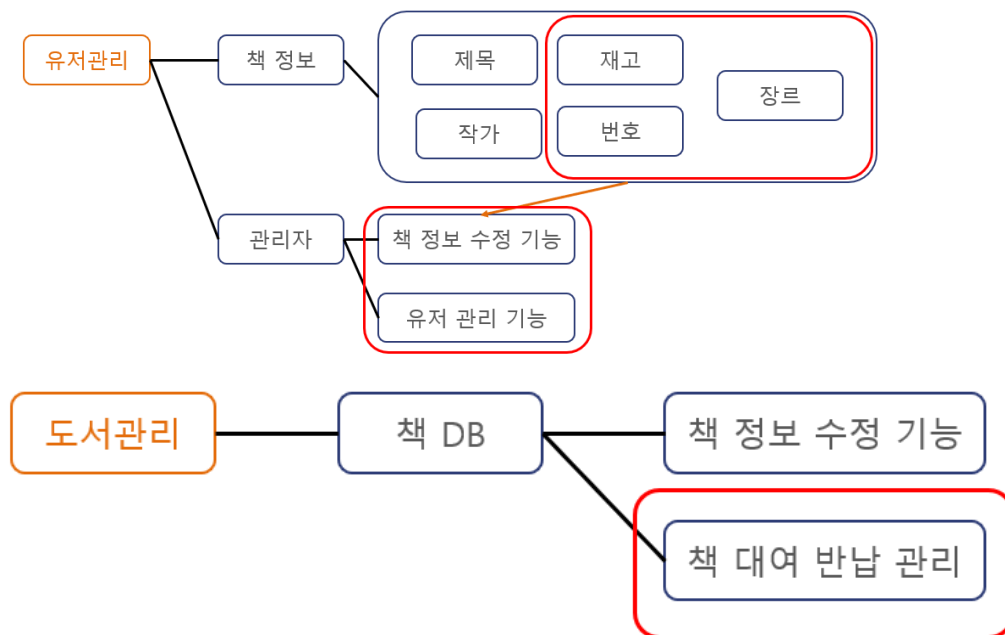 유저관리
책 정보
제목
재고
장르
작가
번호
관리자
책 정보 수정 기능
유저 관리 기능
도서관리
책 DB
책 정보 수정 기능
책 대여 반납 관리